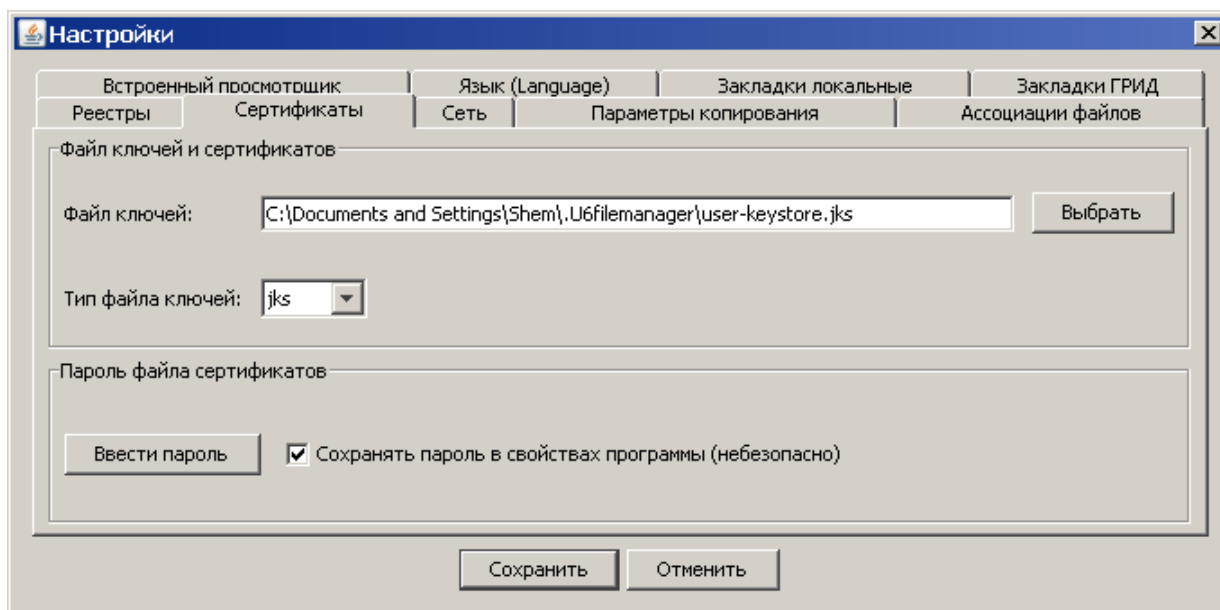 Настройки
Встроенный просмотрщик Язык (Language) Закладки локальные Закладки ГРИД
Реестры Сертификаты Сеть Параметры копирования Ассоциации файлов
Файл ключей и сертификатов
Файл ключей: C:\Documents and Settings\Shem\.U6filemanager\user-keystore.jks Выбрать
Тип файла ключей: jks
Пароль файла сертификатов
Ввести пароль Сохранять пароль в свойствах программы (небезопасно)
Сохранить Отменить